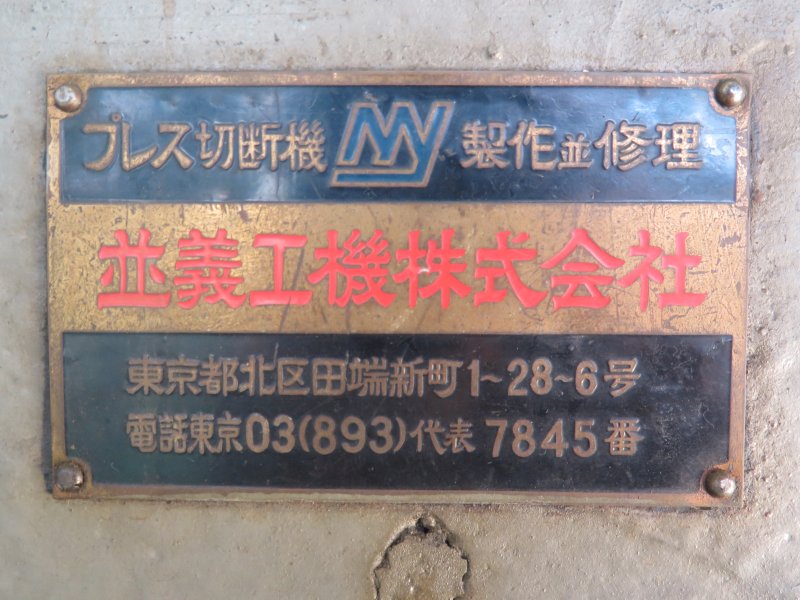 プレス切断機 NY 製作並修理
並義工機株式会社
東京都北区田端新町1~28~6号
電話東京03(893)代表7845番